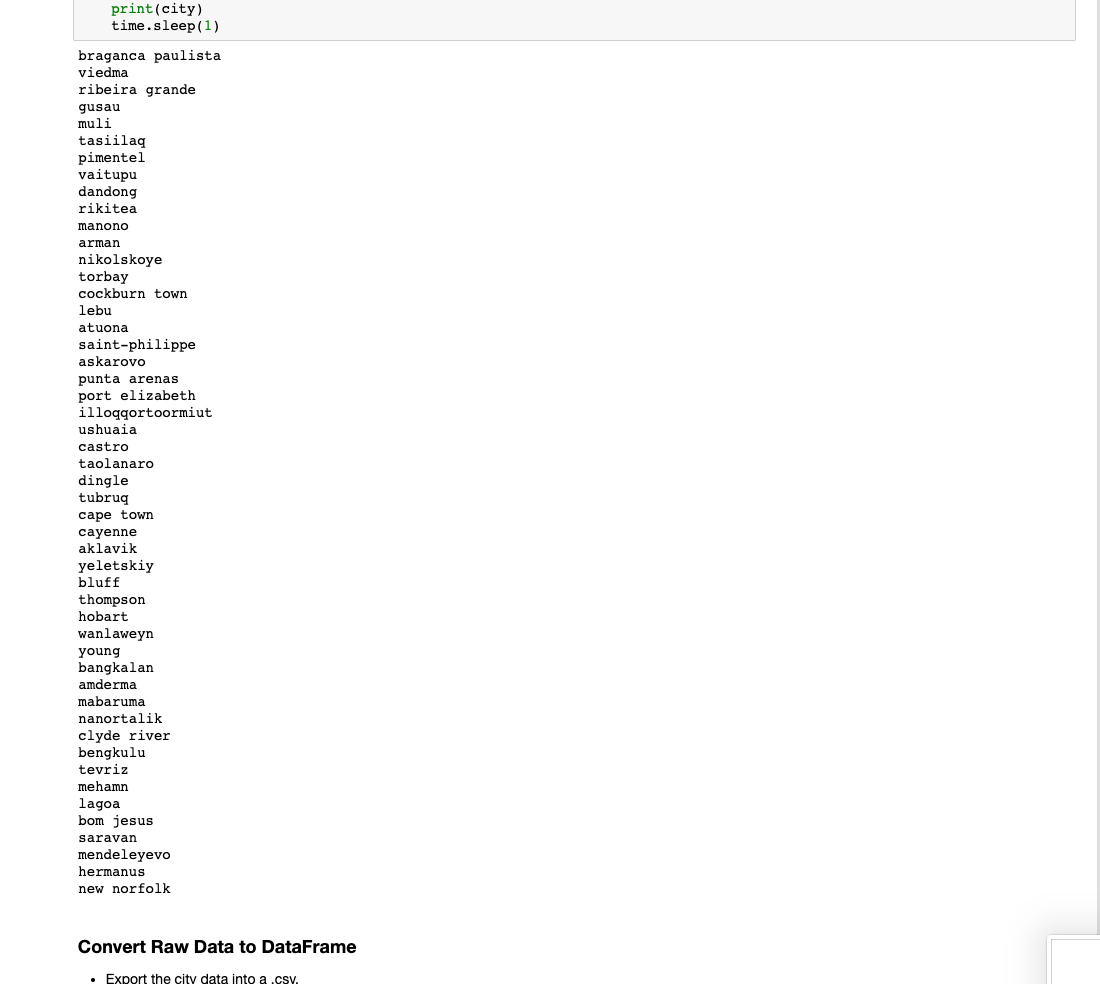 print(city)
time.sleep(1)
braganca paulista
viedma
ribeira grande
gusau
muli
tasiilaq
pimentel
vaitupu
dandong
rikitea
manono
arman
nikolskoye
torbay
cockburn town
lebu
atuona
saint-philippe
askarovo
punta arenas
port elizabeth
illoqqortoormiut
ushuaia
castro
taolanaro
dingle
tubruq
cape town
cayenne
aklavik
yeletskiy
bluff
thompson
hobart
wanlaweyn
young
bangkalan
amderma
mabaruma
nanortalik
clyde river
bengkulu
tevriz
mehamn
lagoa
bom jesus
saravan
mendeleyevo
hermanus
new norfolk
Convert Raw Data to DataFrame
• Export the city data into a .csv.